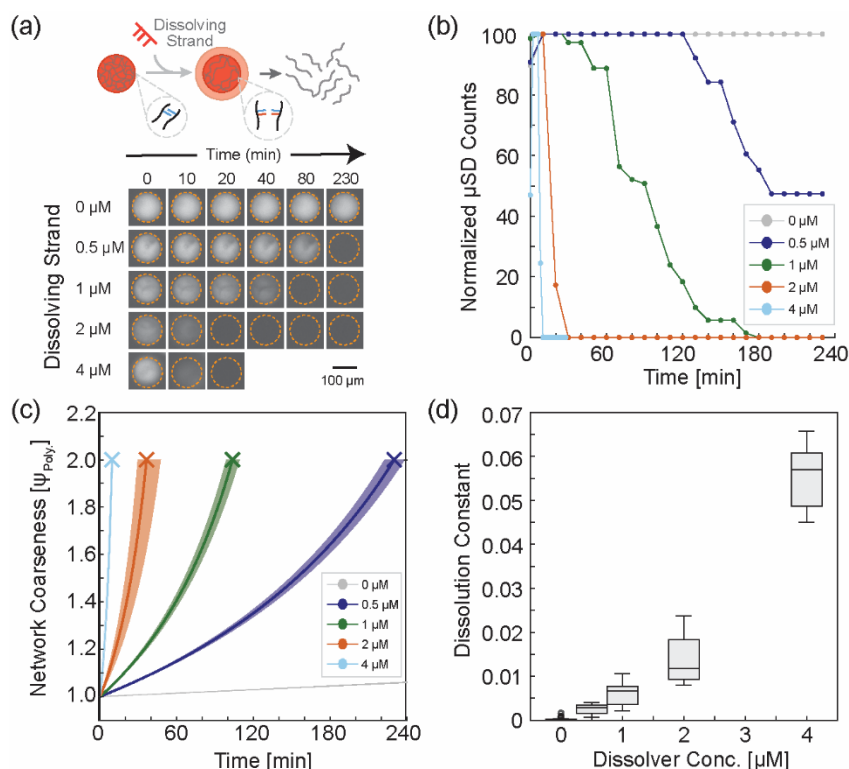 (a)
Dissolving
Strand
Time (min)
0 10 20 40 80 230
Dissolving Strand
0 µM
0.5 µM
1 µM
2 µM
4 µM
100 µm
(b)
Normalized µSD Counts
100
80
60
40
20
0
0 60 120 180 240
Time [min]
0 µM
0.5 µM
1 µM
2 µM
4 µM
(c)
Network Coarseness [ψPoly.]
2.2
2.0
1.8
1.6
1.4
1.2
1.0
0 60 120 180 240
Time [min]
0 µM
0.5 µM
1 µM
2 µM
4 µM
(d)
Dissolution Constant
0.07
0.06
0.05
0.04
0.03
0.02
0.01
0
0 1 2 3 4
Dissolver Conc. [µM]